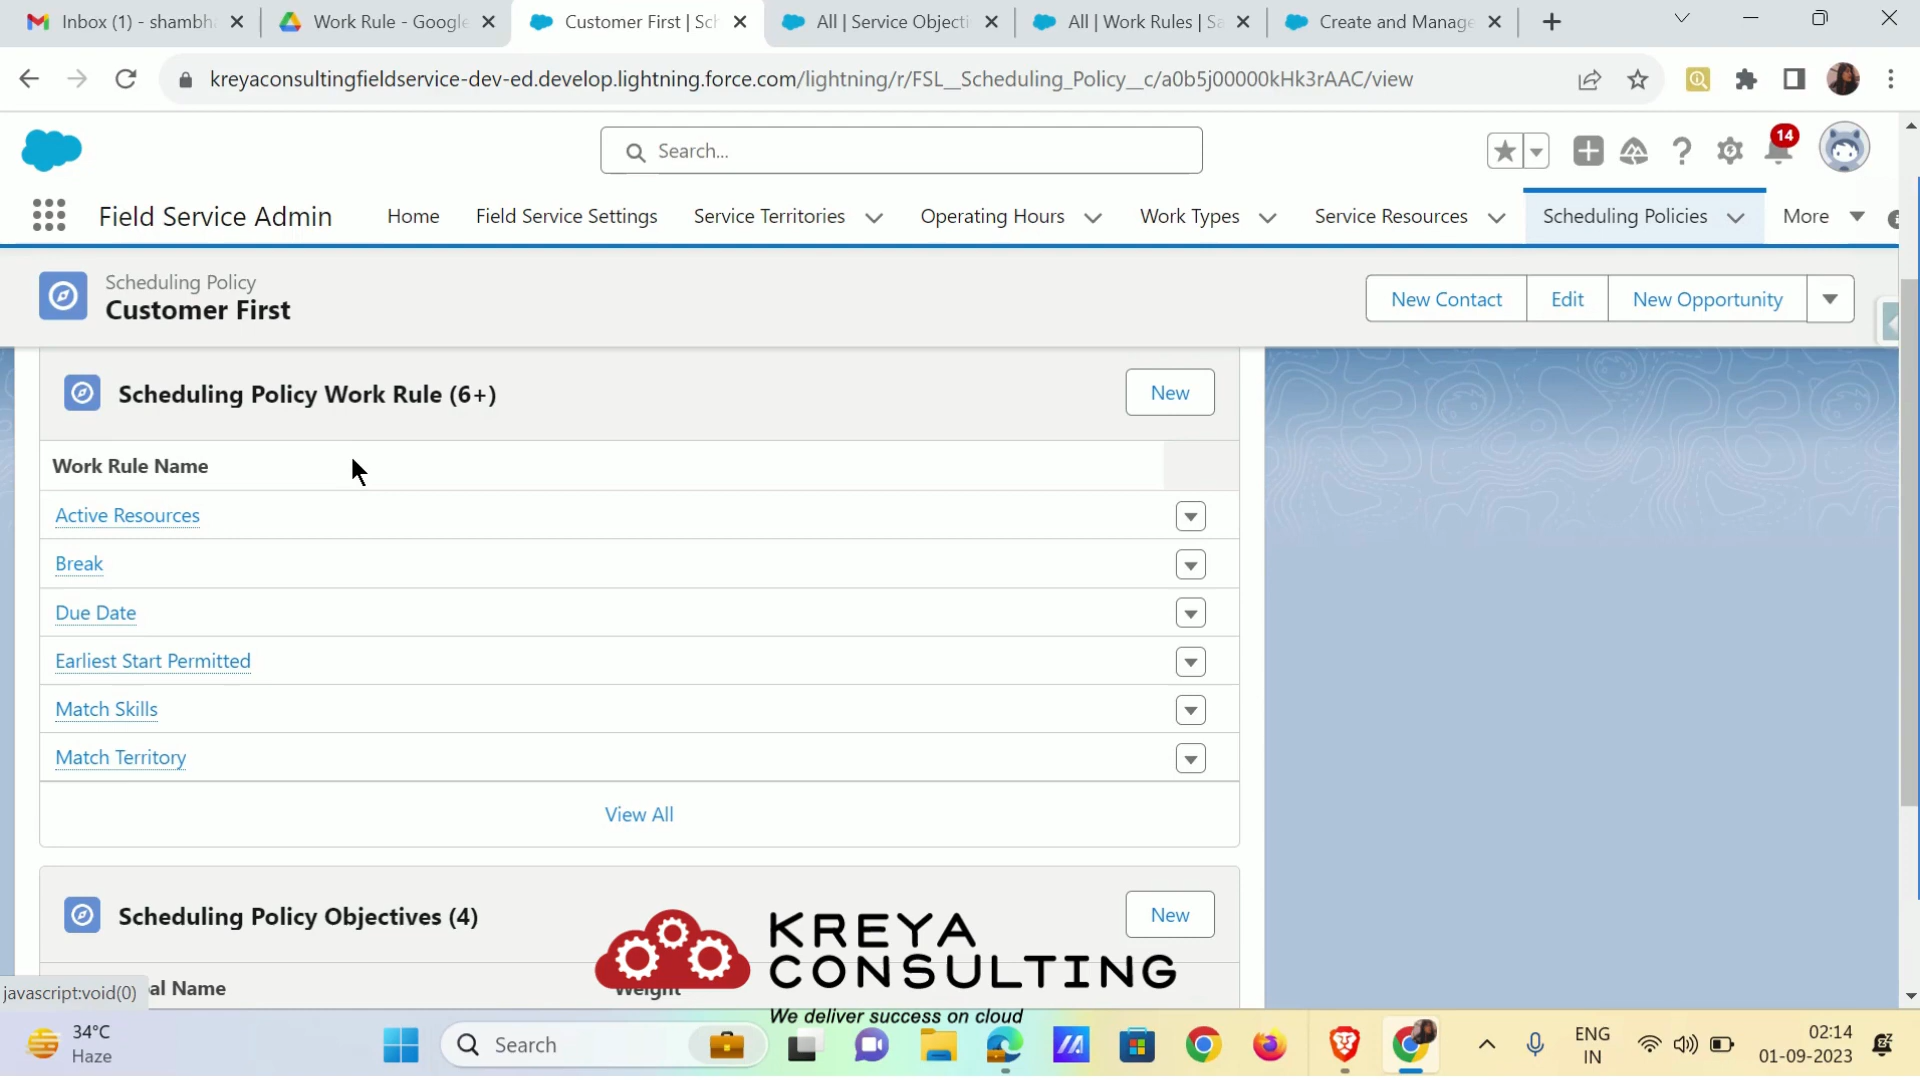 Inbox (1) - shambh
Work Rule - Google
Customer First | Sch
All | Service Objecti
All | Work Rules | Sa
Create and Manage
kreyaconsultingfieldservice-dev-ed.develop.lightning.force.com/lightning/r/FSL__Scheduling_Policy__c/a0b5j00000kHk3rAAC/view
Search...
14
Field Service Admin
Home
Field Service Settings
Service Territories
Operating Hours
Work Types
Service Resources
Scheduling Policies
More
Scheduling Policy
Customer First
New Contact
Edit
New Opportunity
Scheduling Policy Work Rule (6+)
New
Work Rule Name
Active Resources
Break
Due Date
Earliest Start Permitted
Match Skills
Match Territory
View All
Scheduling Policy Objectives (4)
New
KREYA
CONSULTING
We deliver success on cloud
al Name
Weight
javascript:void(0)
34°C
Haze
Search
ENG
IN
02:14
01-09-2023